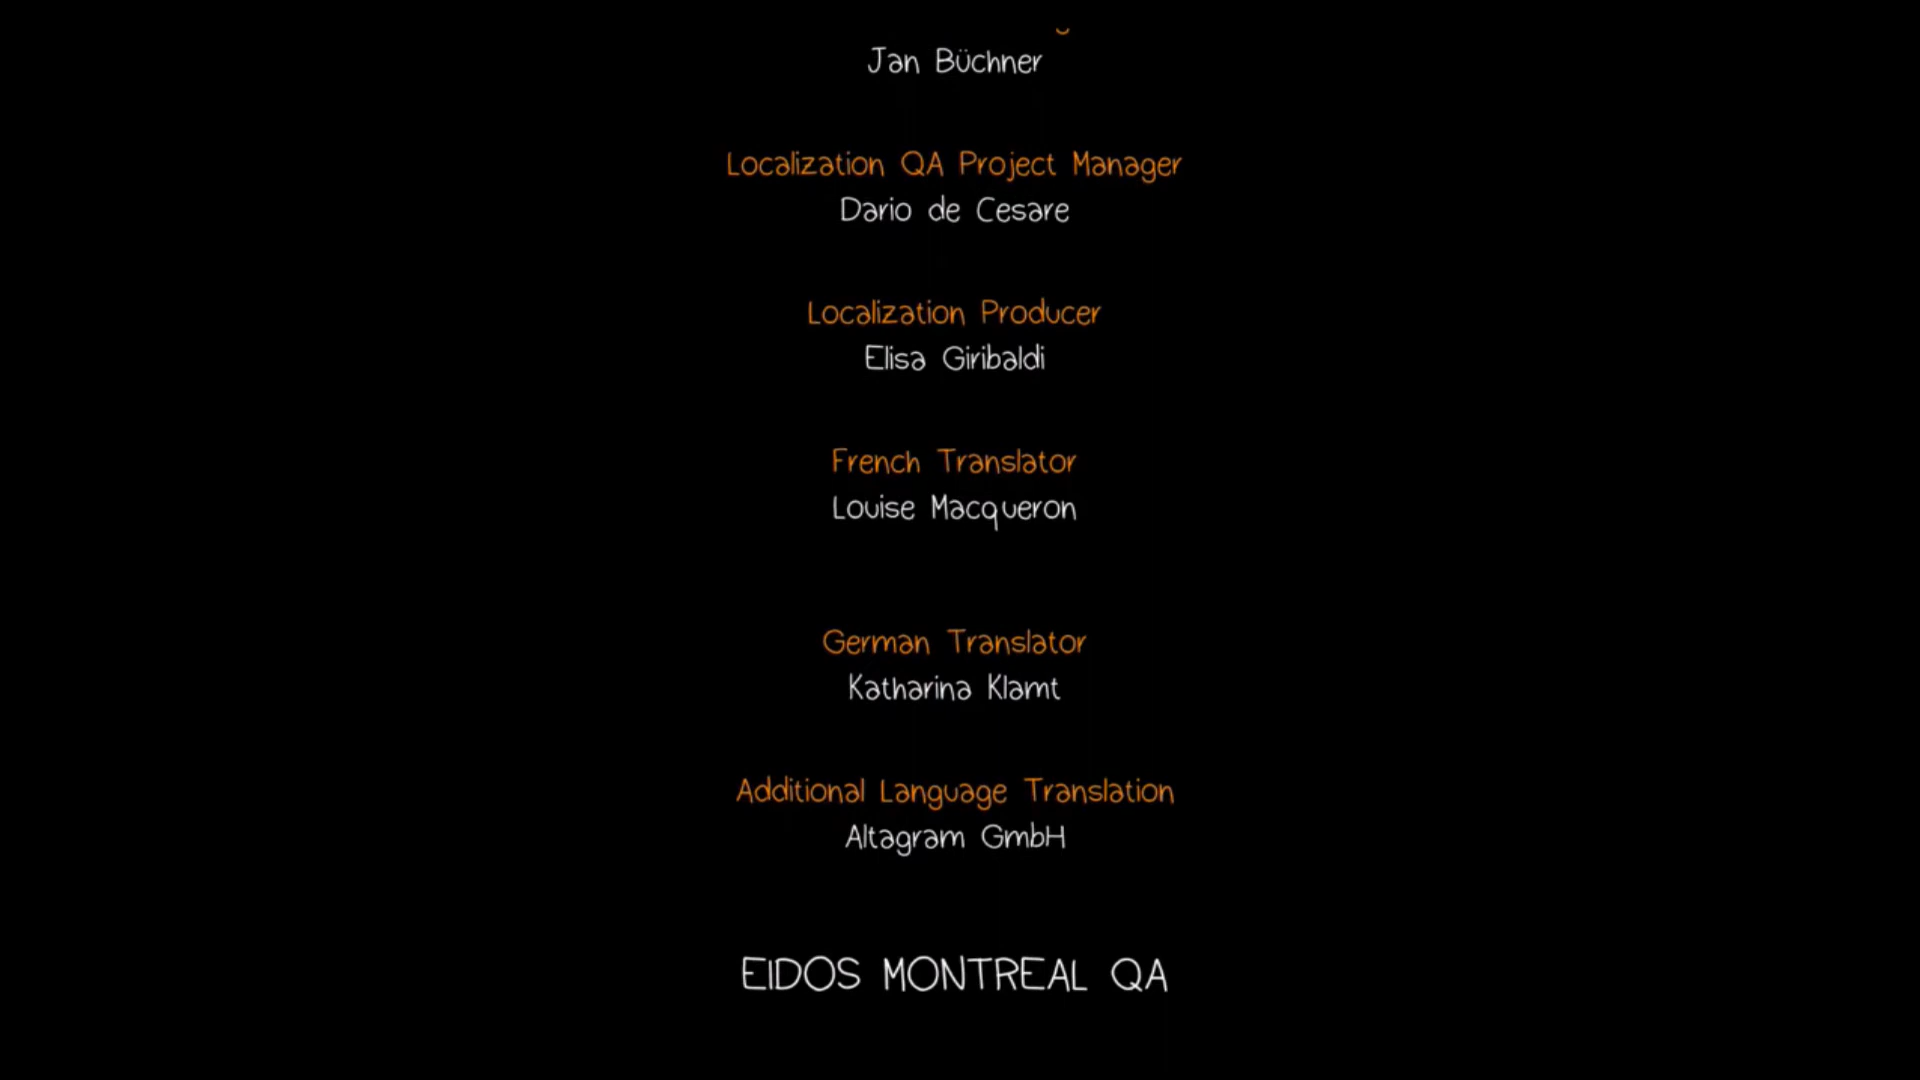 Jan Büchner
Localization QA Project Manager
Dario de Cesare
Localization Producer
Elisa Giribaldi
French Translator
Louise Macqueron
German Translator
Katharina Klamt
Additional Language Translation
Altagram GmbH
EIDOS MONTREAL QA